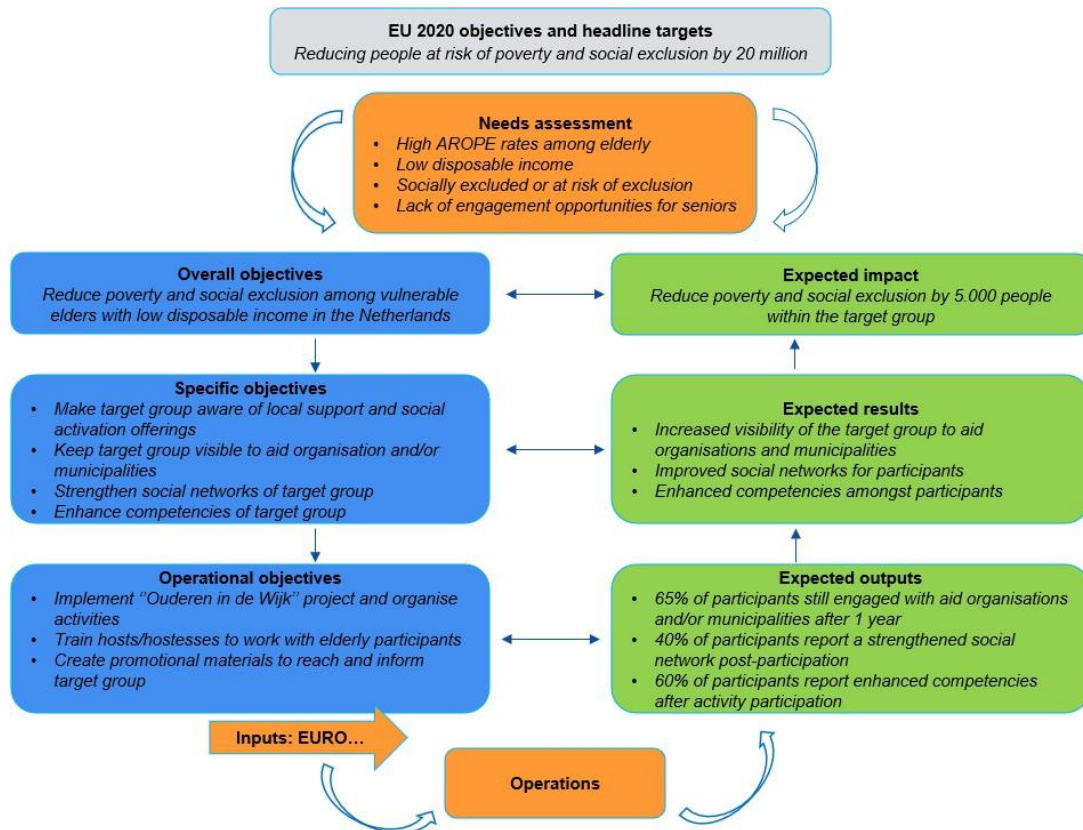 EU 2020 objectives and headline targets
Reducing people at risk of poverty and social exclusion by 20 million
Needs assessment
• High AROPE rates among elderly
• Low disposable income
• Socially excluded or at risk of exclusion
• Lack of engagement opportunities for seniors
Overall objectives
Reduce poverty and social exclusion among vulnerable
elders with low disposable income in the Netherlands
Expected impact
Reduce poverty and social exclusion by 5.000 people
within the target group
Specific objectives
• Make target group aware of local support and social
activation offerings
• Keep target group visible to aid organisation and/or
municipalities
• Strengthen social networks of target group
• Enhance competencies of target group
Expected results
• Increased visibility of the target group to aid
organisations and municipalities
• Improved social networks for participants
• Enhanced competencies amongst participants
Operational objectives
• Implement ‘’Ouderen in de Wijk’’ project and organise
activities
• Train hosts/hostesses to work with elderly participants
• Create promotional materials to reach and inform
target group
Expected outputs
• 65% of participants still engaged with aid organisations
and/or municipalities after 1 year
• 40% of participants report a strengthened social
network post-participation
• 60% of participants report enhanced competencies
after activity participation
Inputs: EURO…
Operations